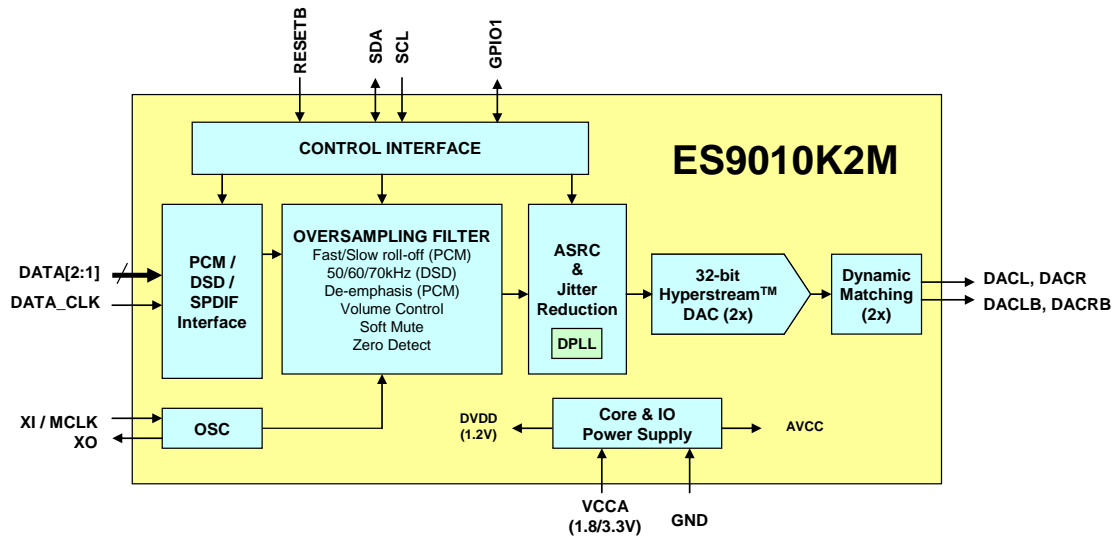 RESETB
SDA
SCL
GPIO1
CONTROL INTERFACE
ES9010K2M
DATA[2:1]
DATA_CLK
PCM /
DSD /
SPDIF
Interface
OVERSAMPLING FILTER
Fast/Slow roll-off (PCM)
50/60/70kHz (DSD)
De-emphasis (PCM)
Volume Control
Soft Mute
Zero Detect
ASRC
&
Jitter
Reduction
DPLL
32-bit
Hyperstream™
DAC (2x)
Dynamic
Matching
(2x)
DACL, DACR
DACLB, DACRB
XI / MCLK
XO
OSC
DVDD
(1.2V)
Core & IO
Power Supply
AVCC
VCCA
(1.8/3.3V)
GND